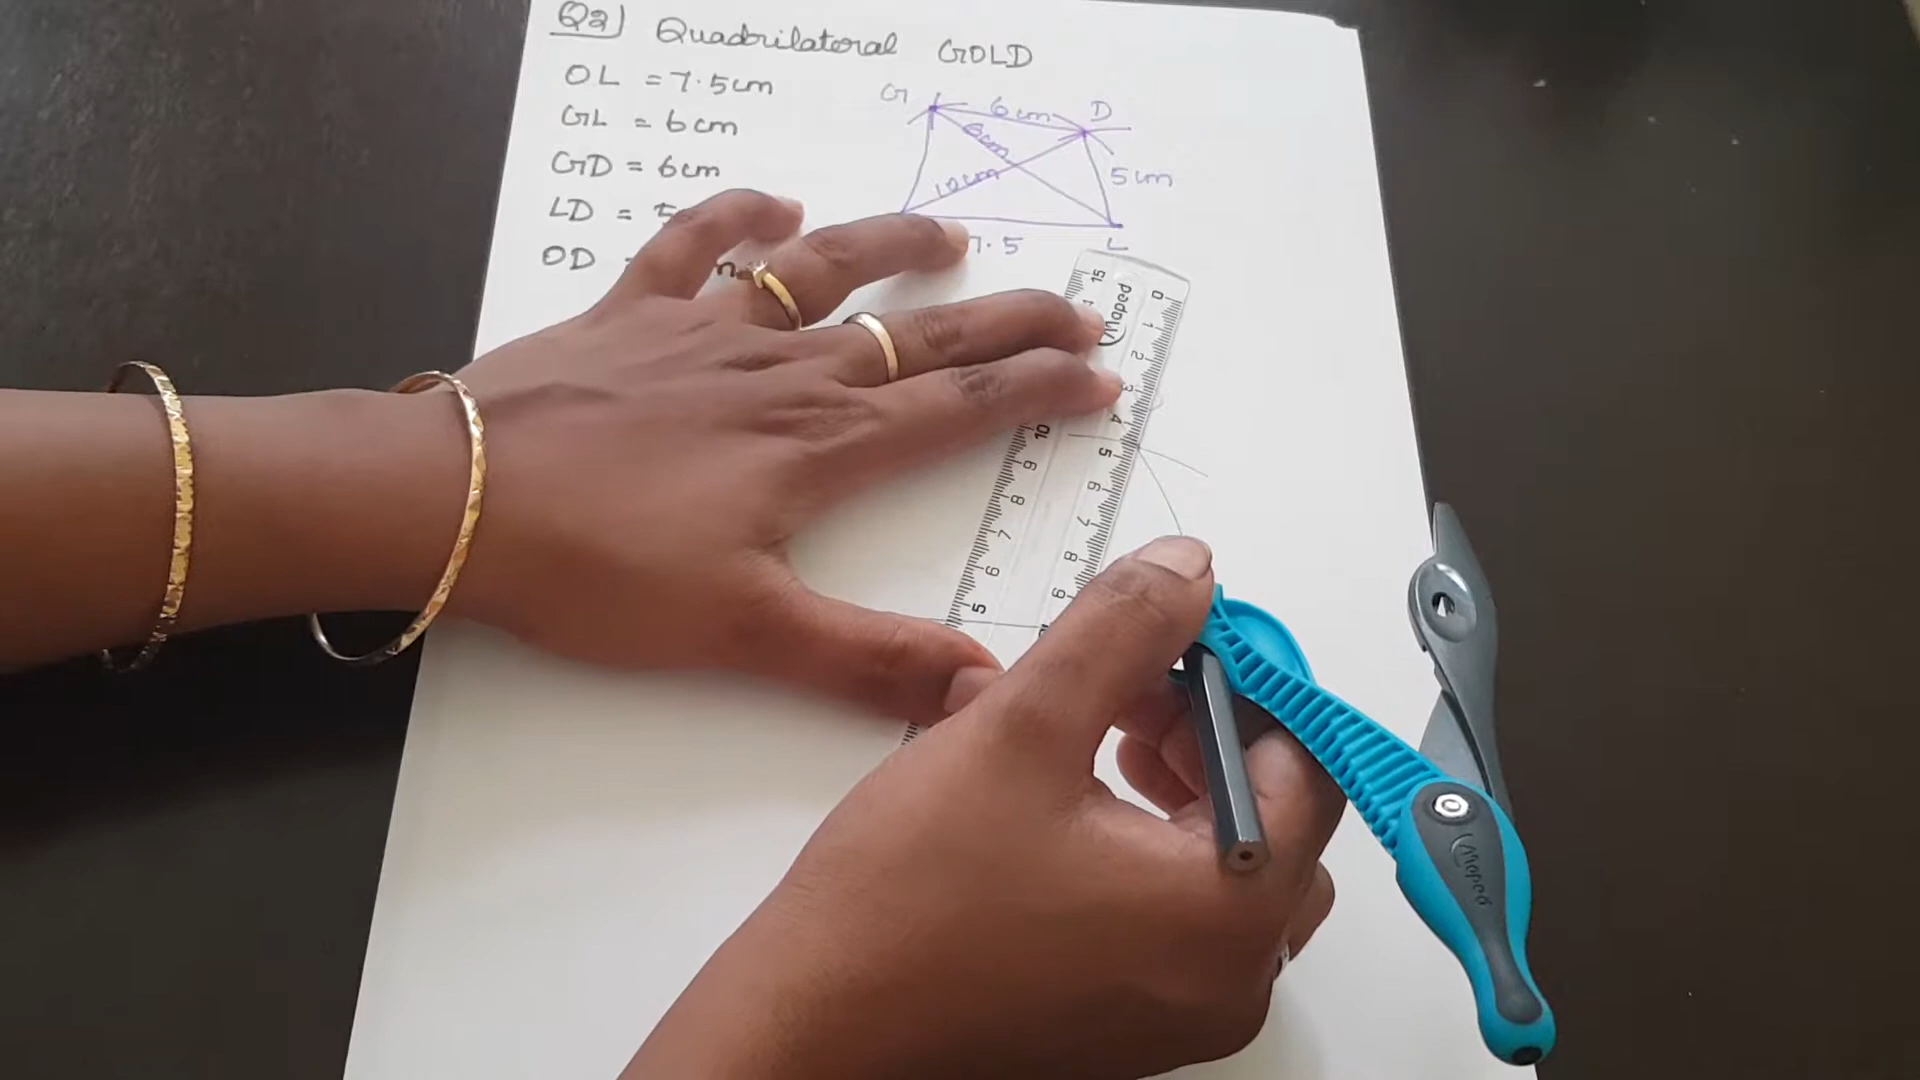 Q2) Quadrilateral GOLD
OL = 7.5cm
GL = 6cm
GD = 6cm
LD = 5
OD
G
D
6cm
6cm
10cm
5cm
7.5
L
15
Maped
0
1
2
3
4
5
6
7
8
9
10
9
8
7
6
5
Maped